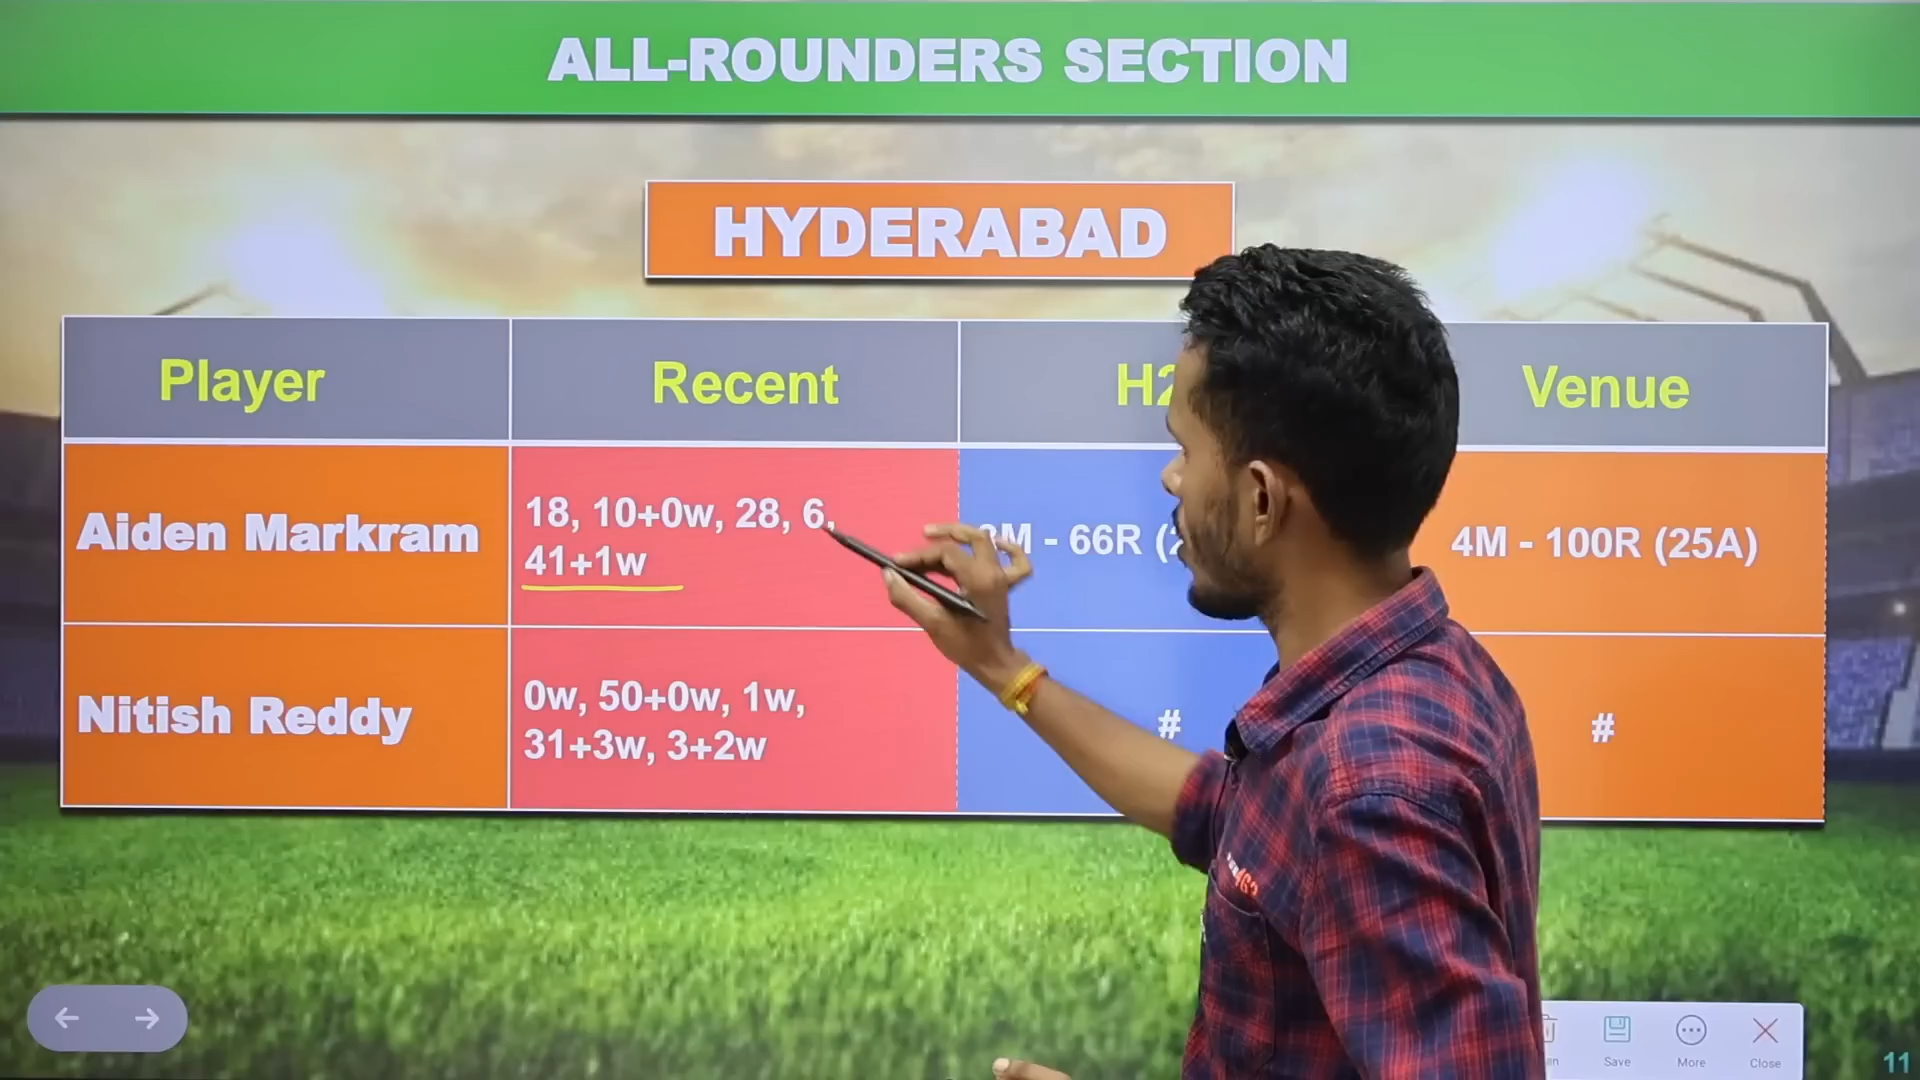 ALL-ROUNDERS SECTION
HYDERABAD
Player
Recent
Venue
Aiden Markram
18, 10+0w, 28, 6,
41+1w
- 66R
4M - 100R (25A)
Nitish Reddy
0w, 50+0w, 1w,
31+3w, 3+2w
#
#
Save
More
Close
11